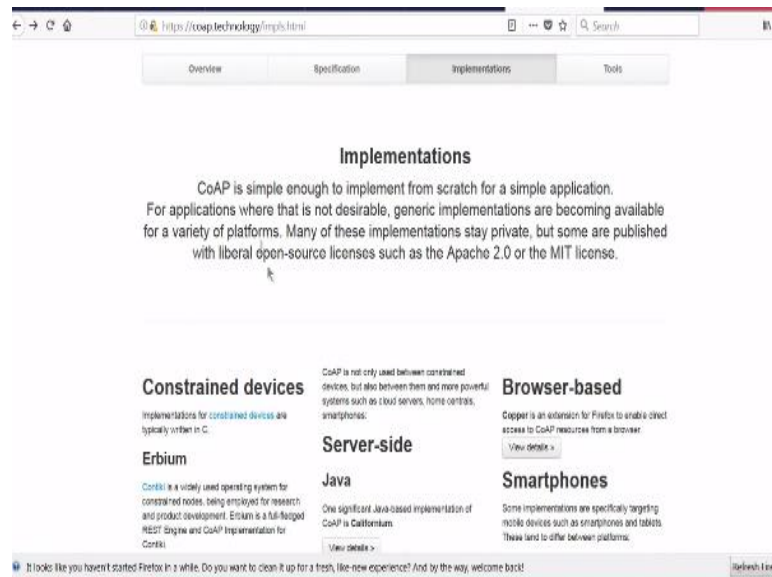 https://coap.technology/impls.html
Search
Overview
Specification
Implementations
Tools
Implementations
CoAP is simple enough to implement from scratch for a simple application.
For applications where that is not desirable, generic implementations are becoming available
for a variety of platforms. Many of these implementations stay private, but some are published
with liberal open-source licenses such as the Apache 2.0 or the MIT license.
Constrained devices
Implementations for constrained devices are
typically written in C.
Erbium
Contiki is a widely used operating system for
constrained nodes, being employed for research
and product development. Erbium is a full-fledged
REST Engine and CoAP Implementation for
Contiki.
CoAP is not only used between constrained
devices, but also between them and more powerful
systems such as cloud servers, home centrals,
smartphones:
Server-side
Java
One significant Java-based implementation of
CoAP is Californium.
View details »
Browser-based
Copper is an extension for Firefox to enable direct
access to CoAP resources from a browser.
View details »
Smartphones
Some implementations are specifically targeting
mobile devices such as smartphones and tablets.
These tend to differ between platforms:
It looks like you haven't started Firefox in a while. Do you want to clean it up for a fresh, like-new experience? And by the way, welcome back!
Refresh